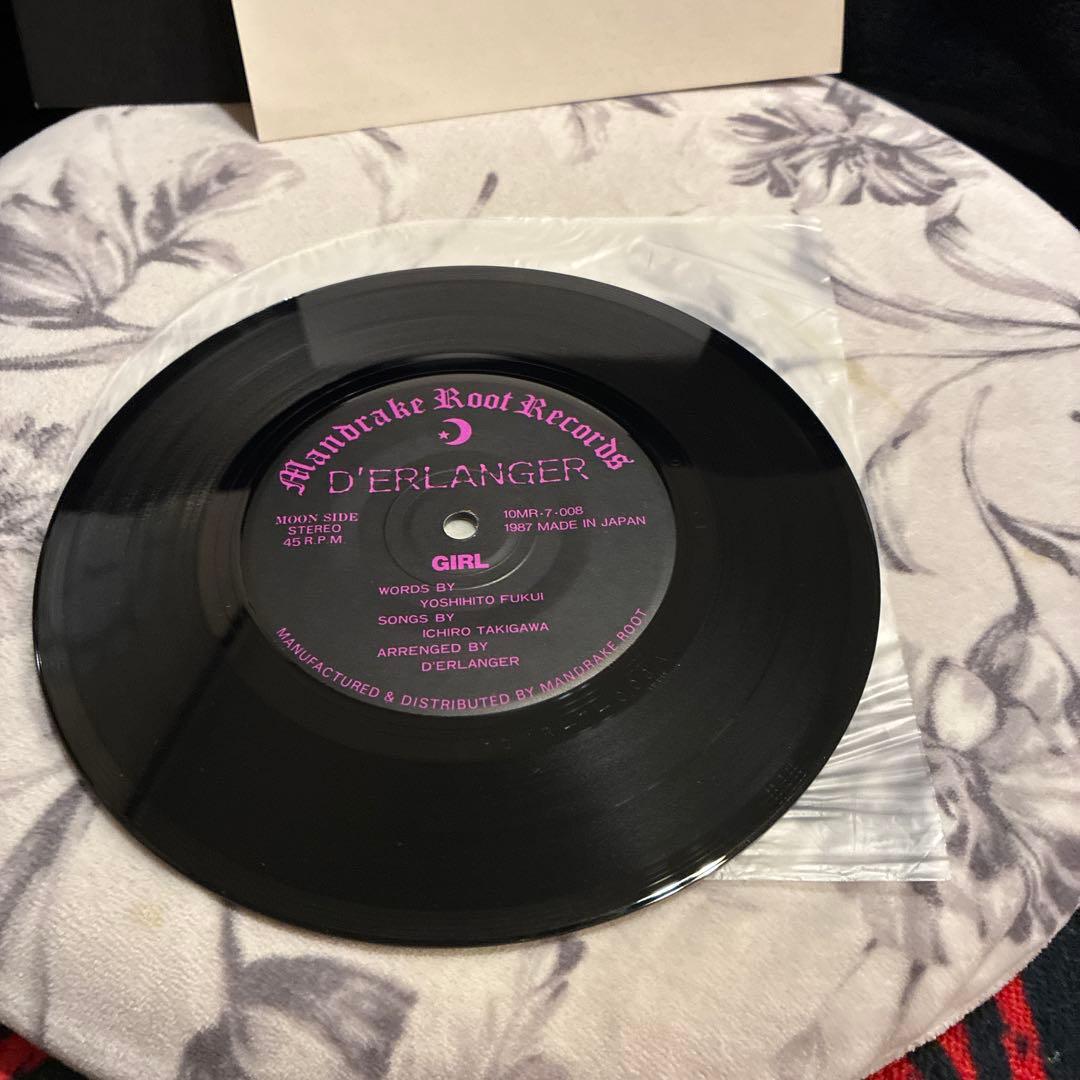 Mandrake Root Records
D'ERLANGER
MOON SIDE
STEREO
45 R.P.M.
10MR-7-008
1987 MADE IN JAPAN
GIRL
WORDS BY
YOSHIHITO FUKUI
SONGS BY
ICHIRO TAKIGAWA
ARRENGED BY
D'ERLANGER
MANUFACTURED & DISTRIBUTED BY MANDRAKE ROOT